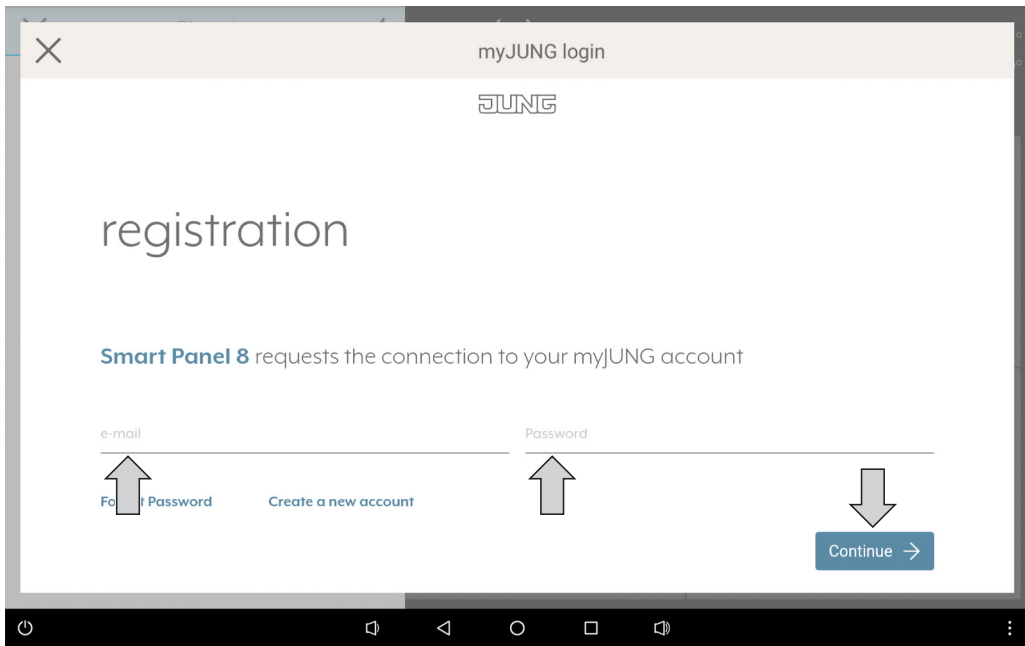 myJUNG login
JUNG
registration
Smart Panel 8 requests the connection to your myJUNG account
e-mail
Password
Password
Create a new account
Continue